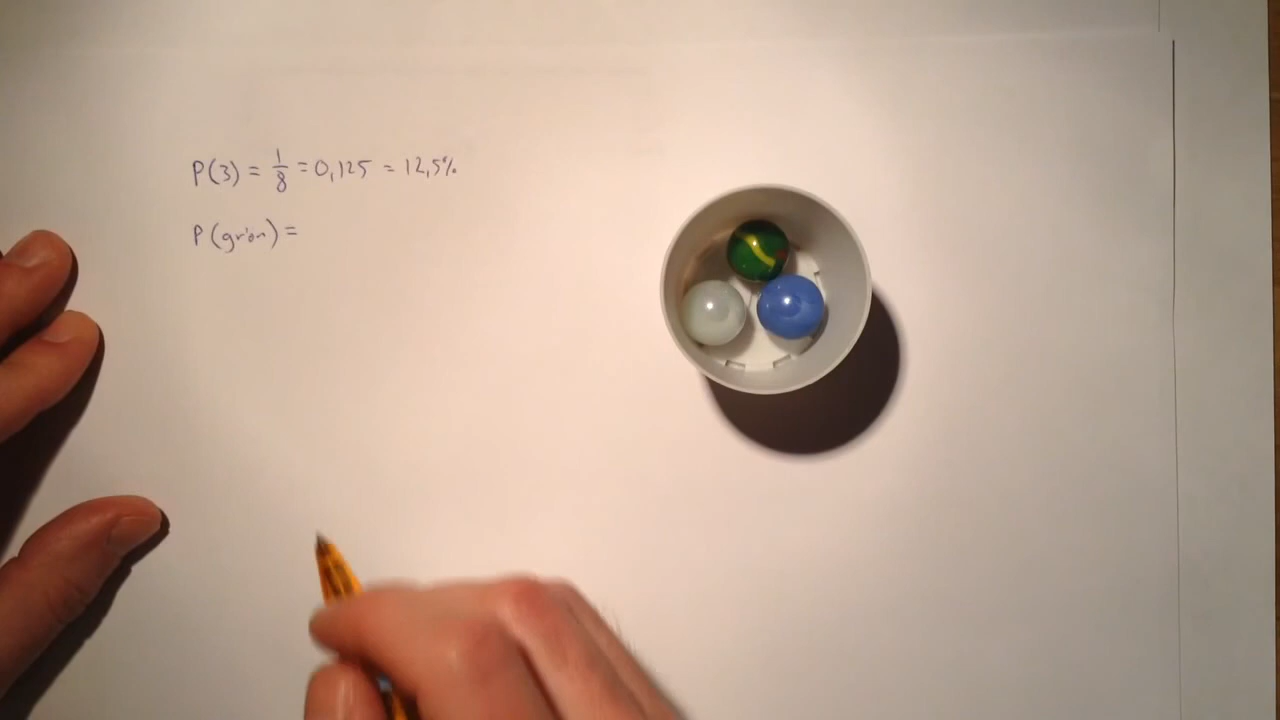 P(3) = 1/8 = 0,125 = 12,5%
P(grön) =